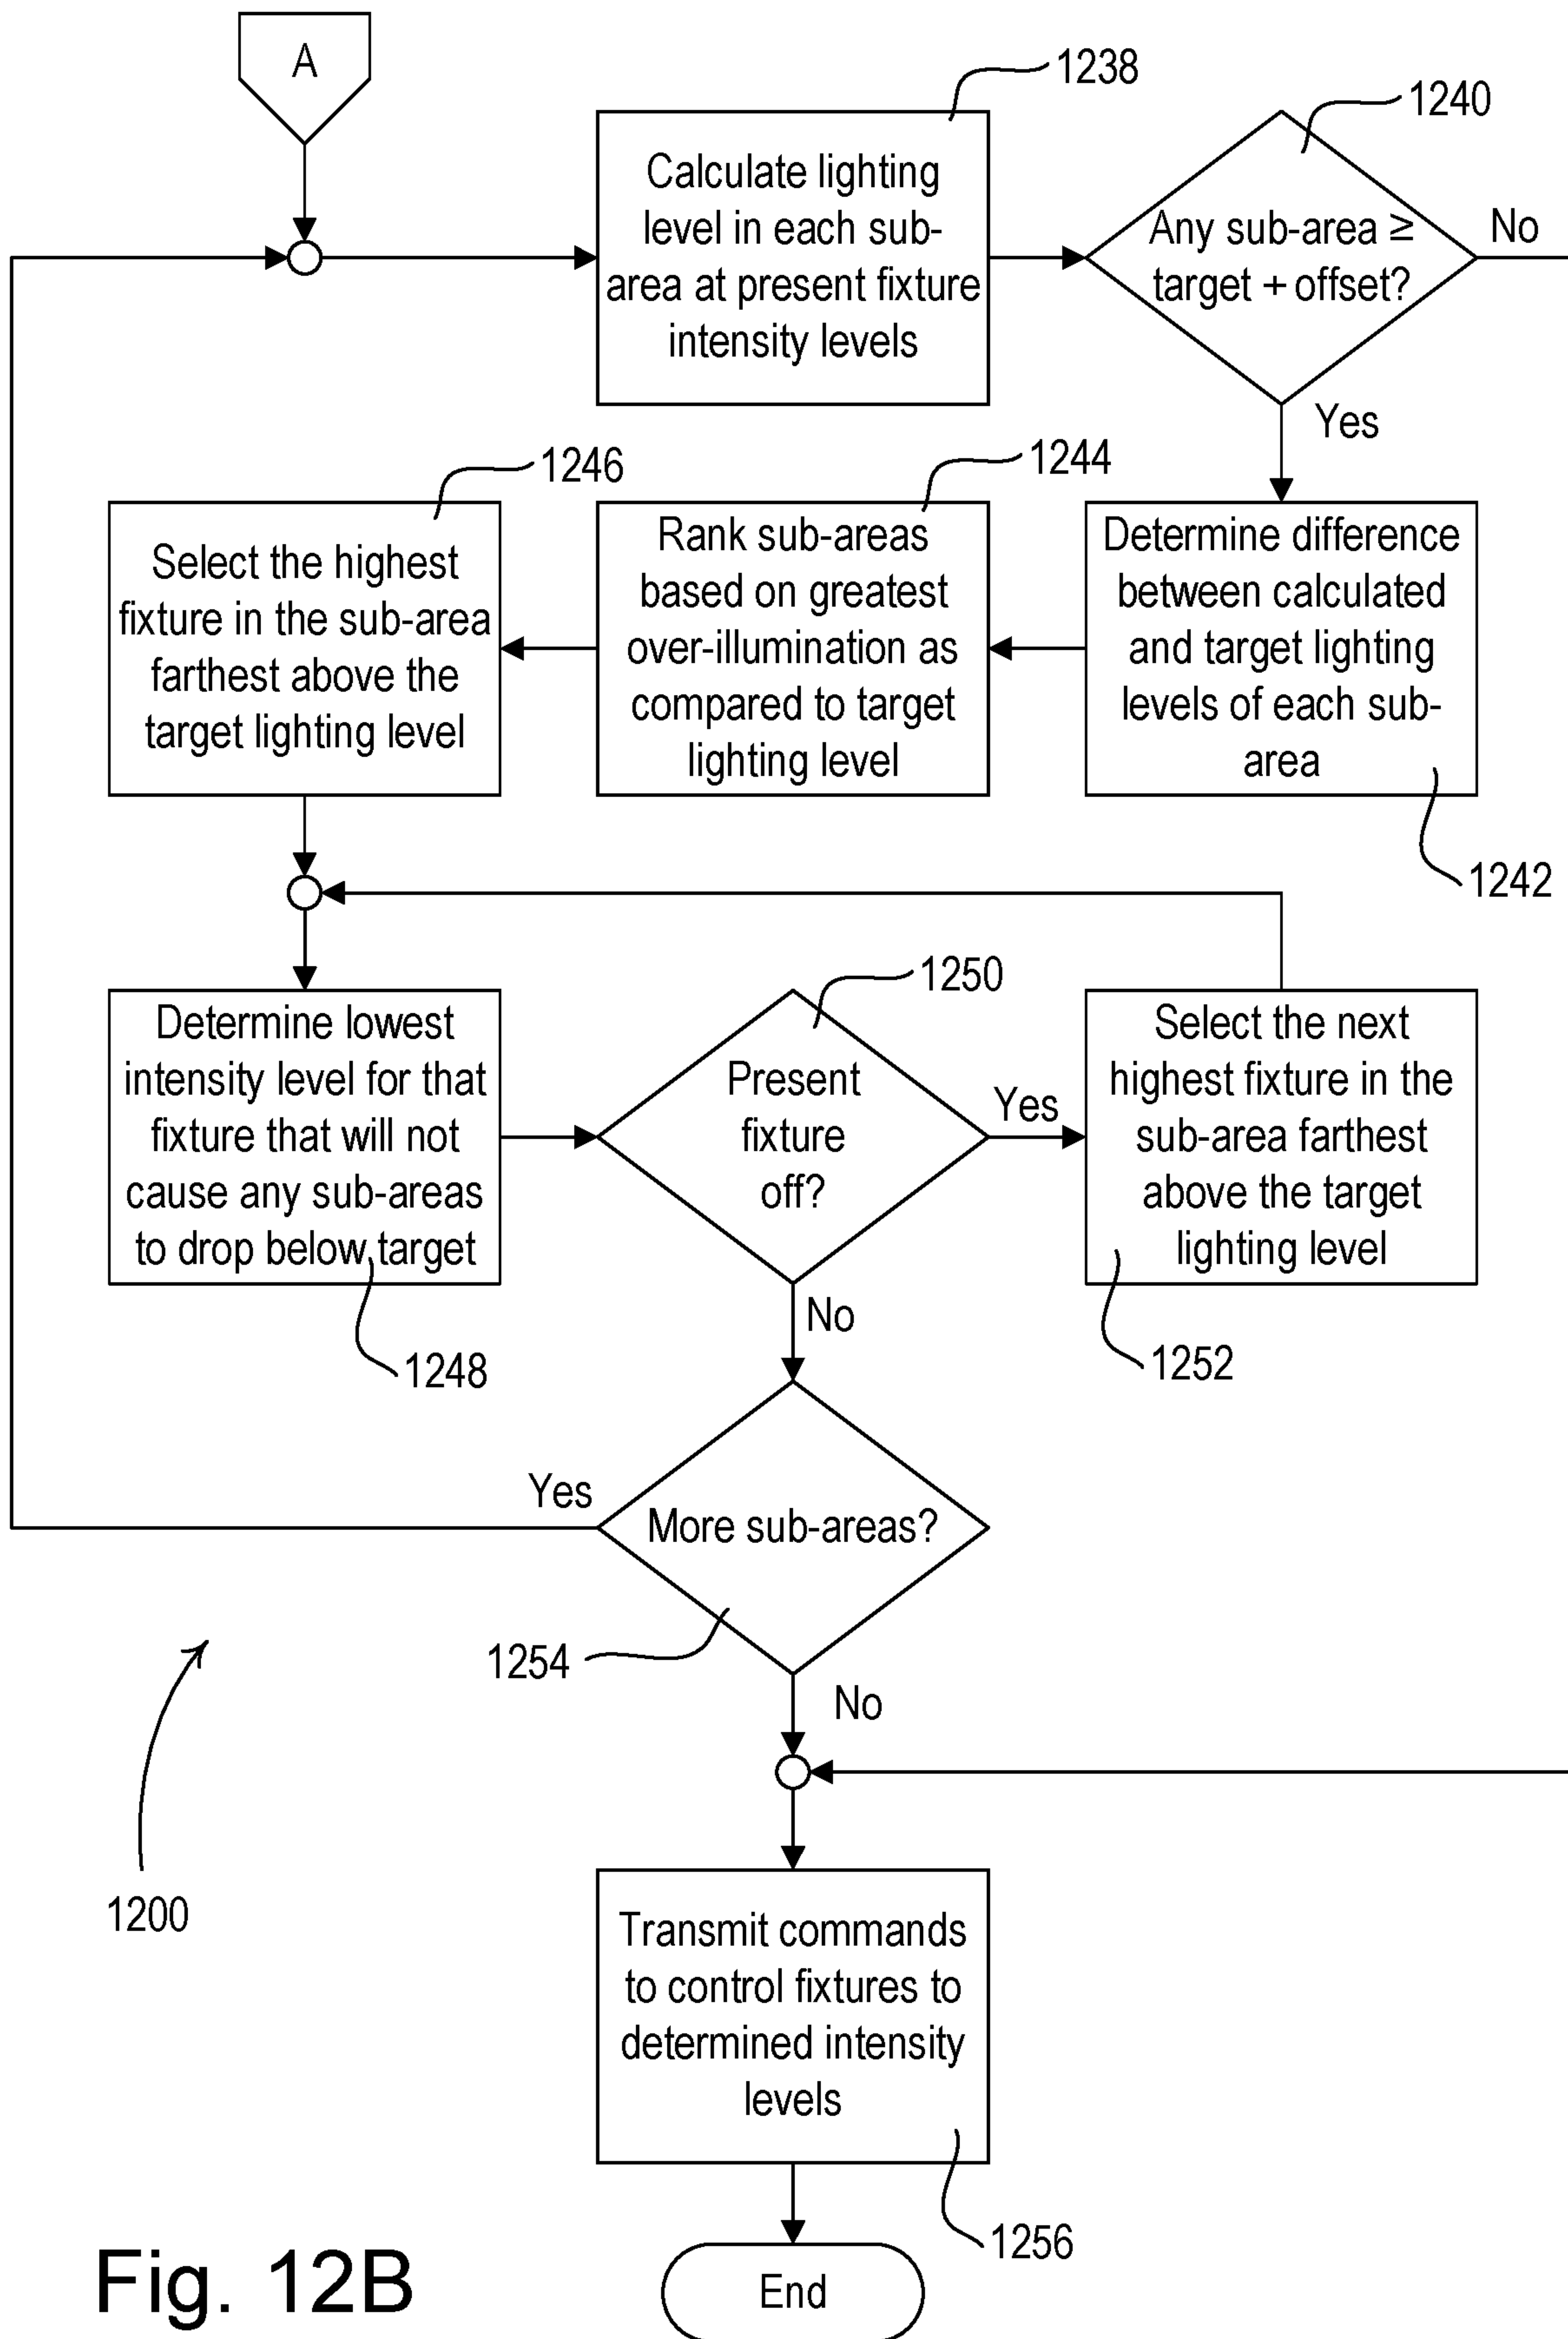 A
1238
Calculate lighting
level in each sub-
area at present fixture
intensity levels
1240
Any sub-area ≥
target + offset?
No
Yes
1246
Select the highest
fixture in the sub-area
farthest above the
target lighting level
1244
Rank sub-areas
based on greatest
over-illumination as
compared to target
lighting level
Determine difference
between calculated
and target lighting
levels of each sub-
area
1242
Determine lowest
intensity level for that
fixture that will not
cause any sub-areas
to drop below target
1248
1250
Present
fixture
off?
Yes
No
Select the next
highest fixture in the
sub-area farthest
above the target
lighting level
1252
Yes
More sub-areas?
1254
No
1200
Transmit commands
to control fixtures to
determined intensity
levels
1256
End
Fig. 12B